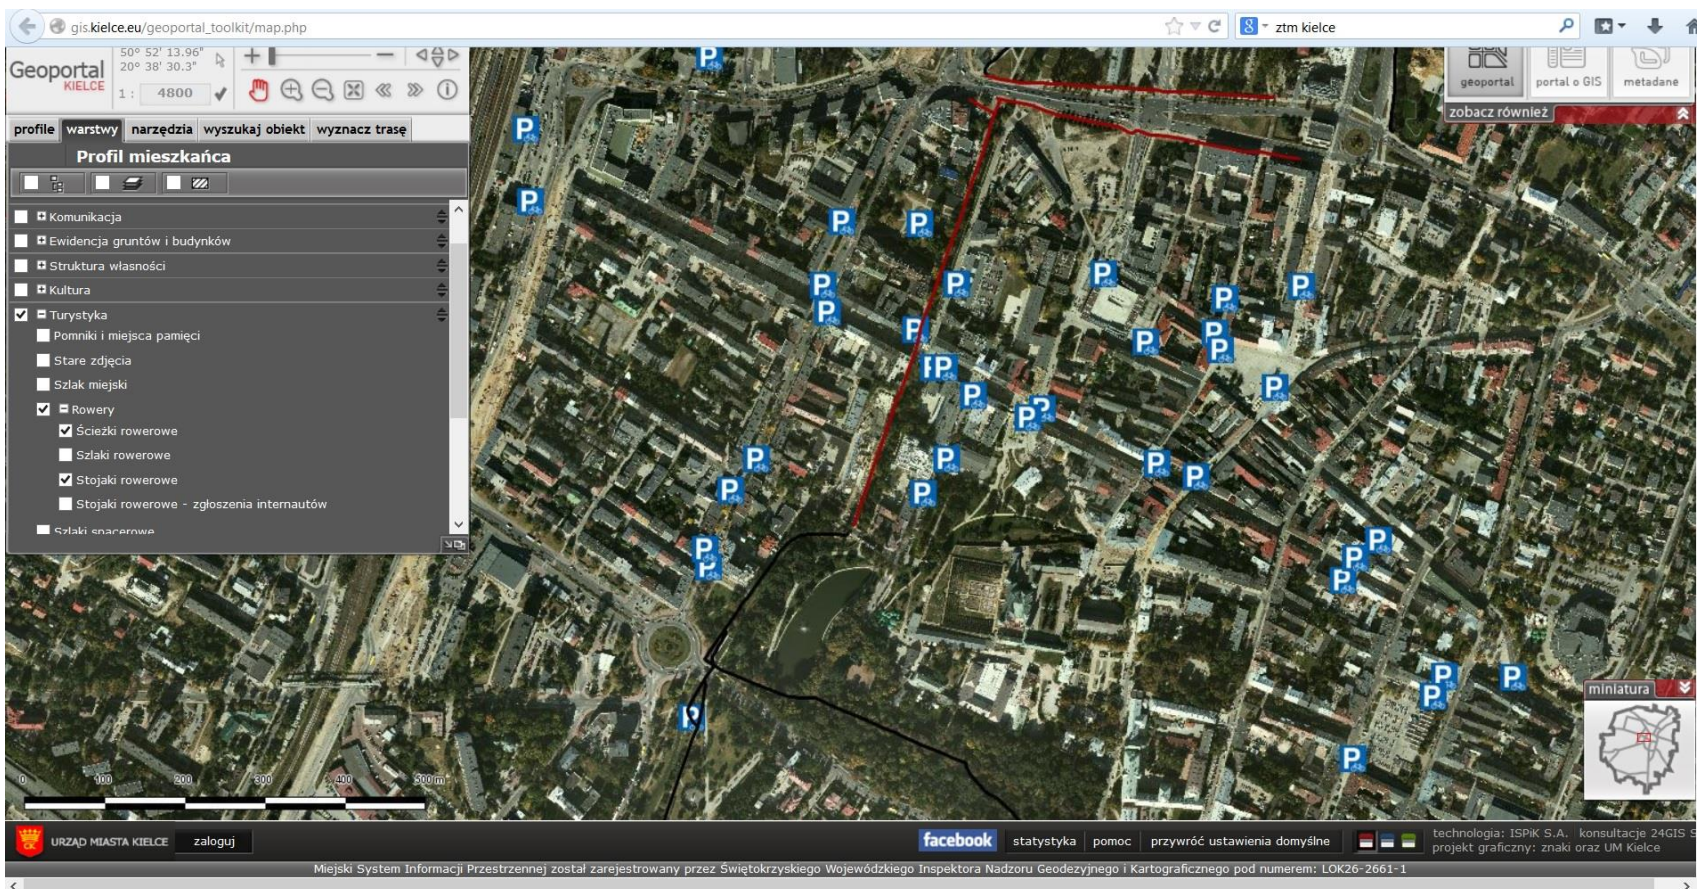 gis.kielce.eu/geoportal_toolkit/map.php
ztm kielce
Geoportal
KIELCE
50° 52' 13.96"
20° 38' 30.3"
1 : 4800
profile warstwy narzędzia wyszukaj obiekt wyznacz trasę
Profil mieszkańca
Komunikacja
Ewidencja gruntów i budynków
Struktura własności
Kultura
Turystyka
Pomniki i miejsca pamięci
Stare zdjęcia
Szlak miejski
Rowery
Ścieżki rowerowe
Szlaki rowerowe
Stojaki rowerowe
Stojaki rowerowe - zgłoszenia internautów
Szlaki spacerowe
geoportal portal o GIS metadane
zobacz również
miniatura
0 100 200 300 400 500 m
URZĄD MIASTA KIELCE zaloguj
facebook statystyka pomoc przywróć ustawienia domyślne
technologia: ISPiK S.A. konsultacje 24GIS S
projekt graficzny: znaki oraz UM Kielce
Miejski System Informacji Przestrzennej został zarejestrowany przez Świętokrzyskiego Wojewódzkiego Inspektora Nadzoru Geodezyjnego i Kartograficznego pod numerem: LOK26-2661-1